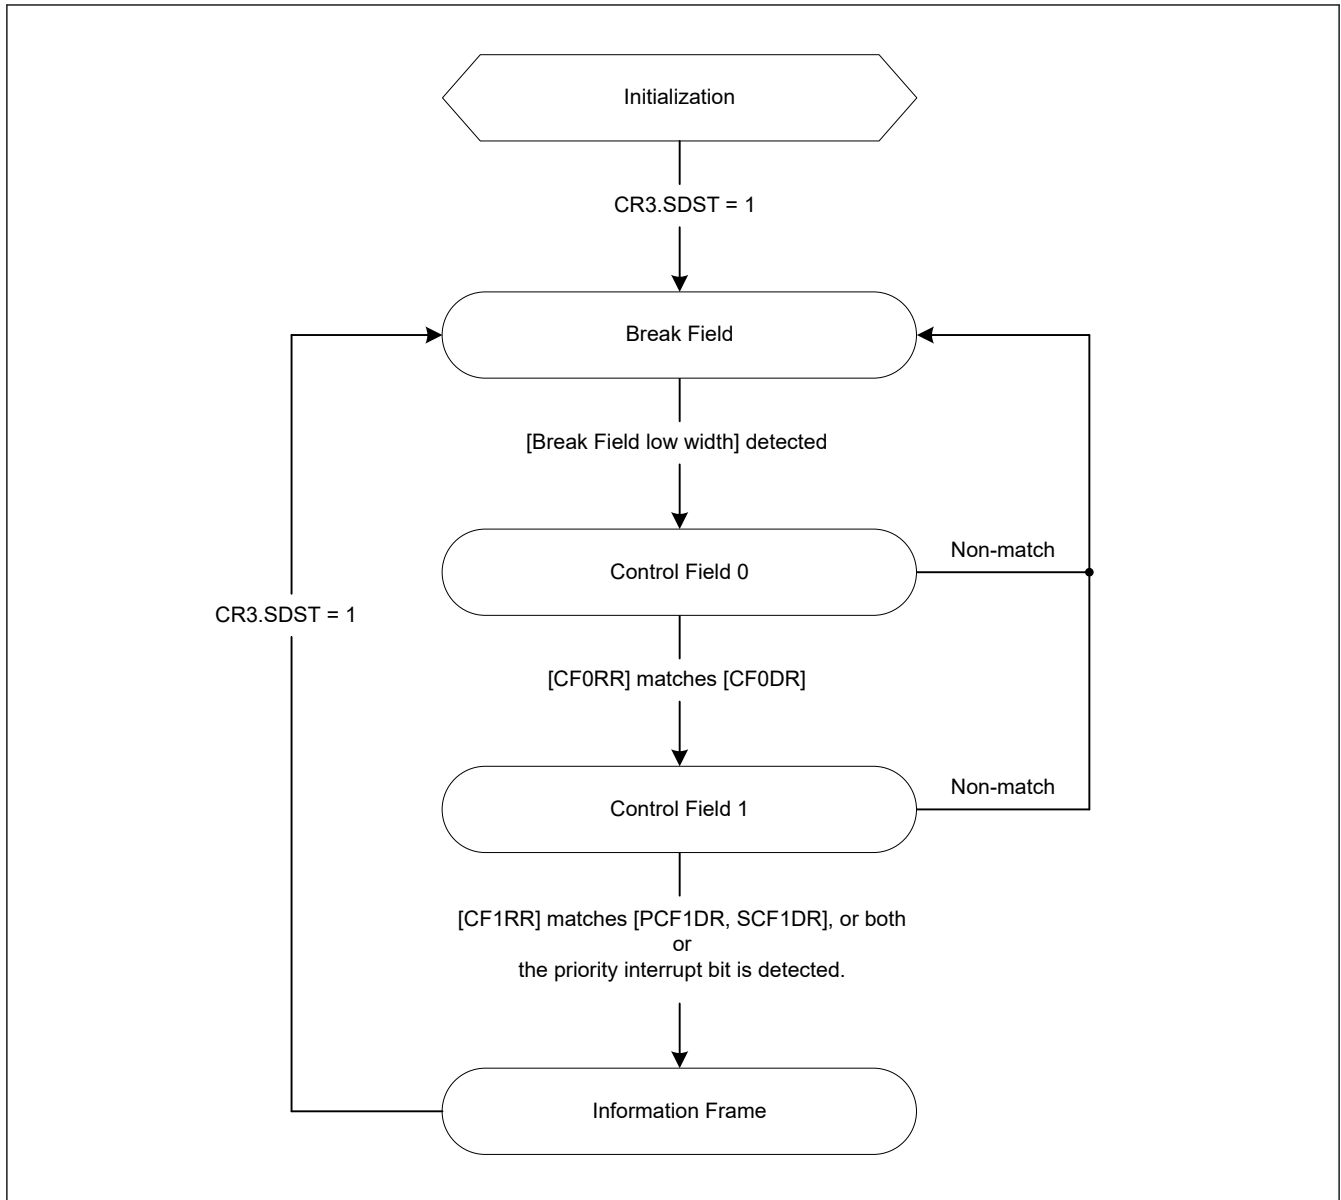 Initialization
CR3.SDST = 1
Break Field
[Break Field low width] detected
Control Field 0
Non-match
CR3.SDST = 1
[CF0RR] matches [CF0DR]
Control Field 1
Non-match
[CF1RR] matches [PCF1DR, SCF1DR], or both
or
the priority interrupt bit is detected.
Information Frame